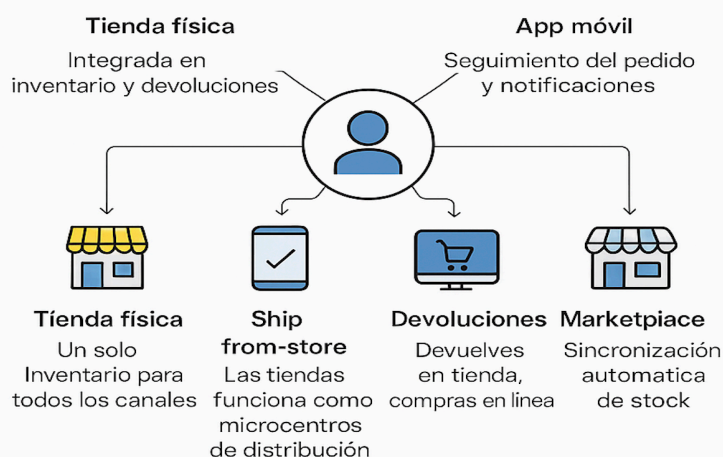 Tienda física
Integrada en
inventario y devoluciones
App móvil
Seguimiento del pedido
y notificaciones
Tíenda física
Un solo
Inventario para
todos los canales
Ship
from-store
Las tiendas
funciona como
microcentros
de distribución
Devoluciones
Devuelves
en tienda,
compras en linea
Marketpiace
Sincronización
automatica
de stock